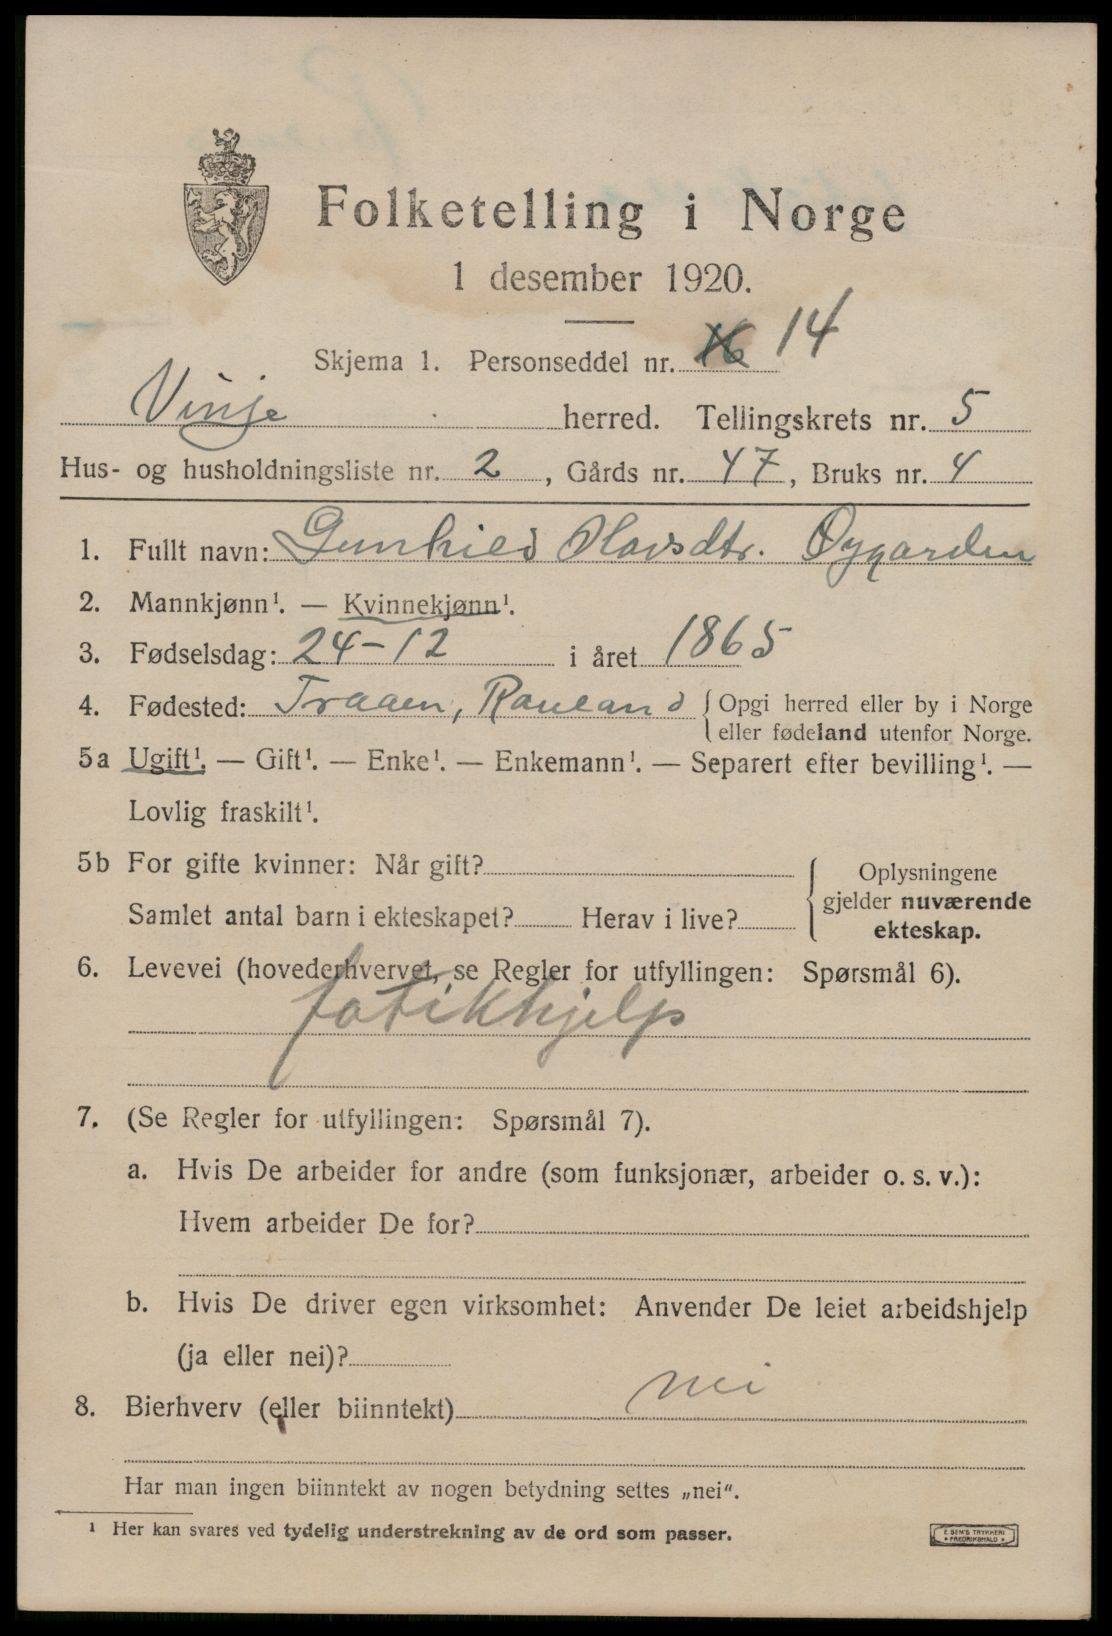 Folketelling i Norge
1 desember 1920.
Skjema 1. Personseddel nr. 16 14
Vinje herred. Tellingskrets nr. 5
Hus- og husholdningsliste nr. 2, Gårds nr. 47, Bruks nr. 4
1. Fullt navn: Gunhild Olavsdtr. Øygarden
2. Mannkjønn¹. — Kvinnekjønn¹.
3. Fødselsdag: 24-12 i året 1865
4. Fødested: Traaen, Rauland { Opgi herred eller by i Norge
eller fødeland utenfor Norge.
5a Ugift¹. — Gift¹. — Enke¹. — Enkemann¹. — Separert efter bevilling¹. —
Lovlig fraskilt¹.
5b For gifte kvinner: Når gift? { Oplysningene
gjelder nuværende
Samlet antal barn i ekteskapet? Herav i live?
ekteskap.
6. Levevei (hovederhvervet, se Regler for utfyllingen: Spørsmål 6).
fatikhjelp
7. (Se Regler for utfyllingen: Spørsmål 7).
a. Hvis De arbeider for andre (som funksjonær, arbeider o. s. v.):
Hvem arbeider De for?
b. Hvis De driver egen virksomhet: Anvender De leiet arbeidshjelp
(ja eller nei)?
8. Bierhverv (eller biinntekt) nei
Har man ingen biinntekt av nogen betydning settes „nei“.
¹ Her kan svares ved tydelig understrekning av de ord som passer.
E. SEM'S TRYKKERI
FREDRIKSHALD